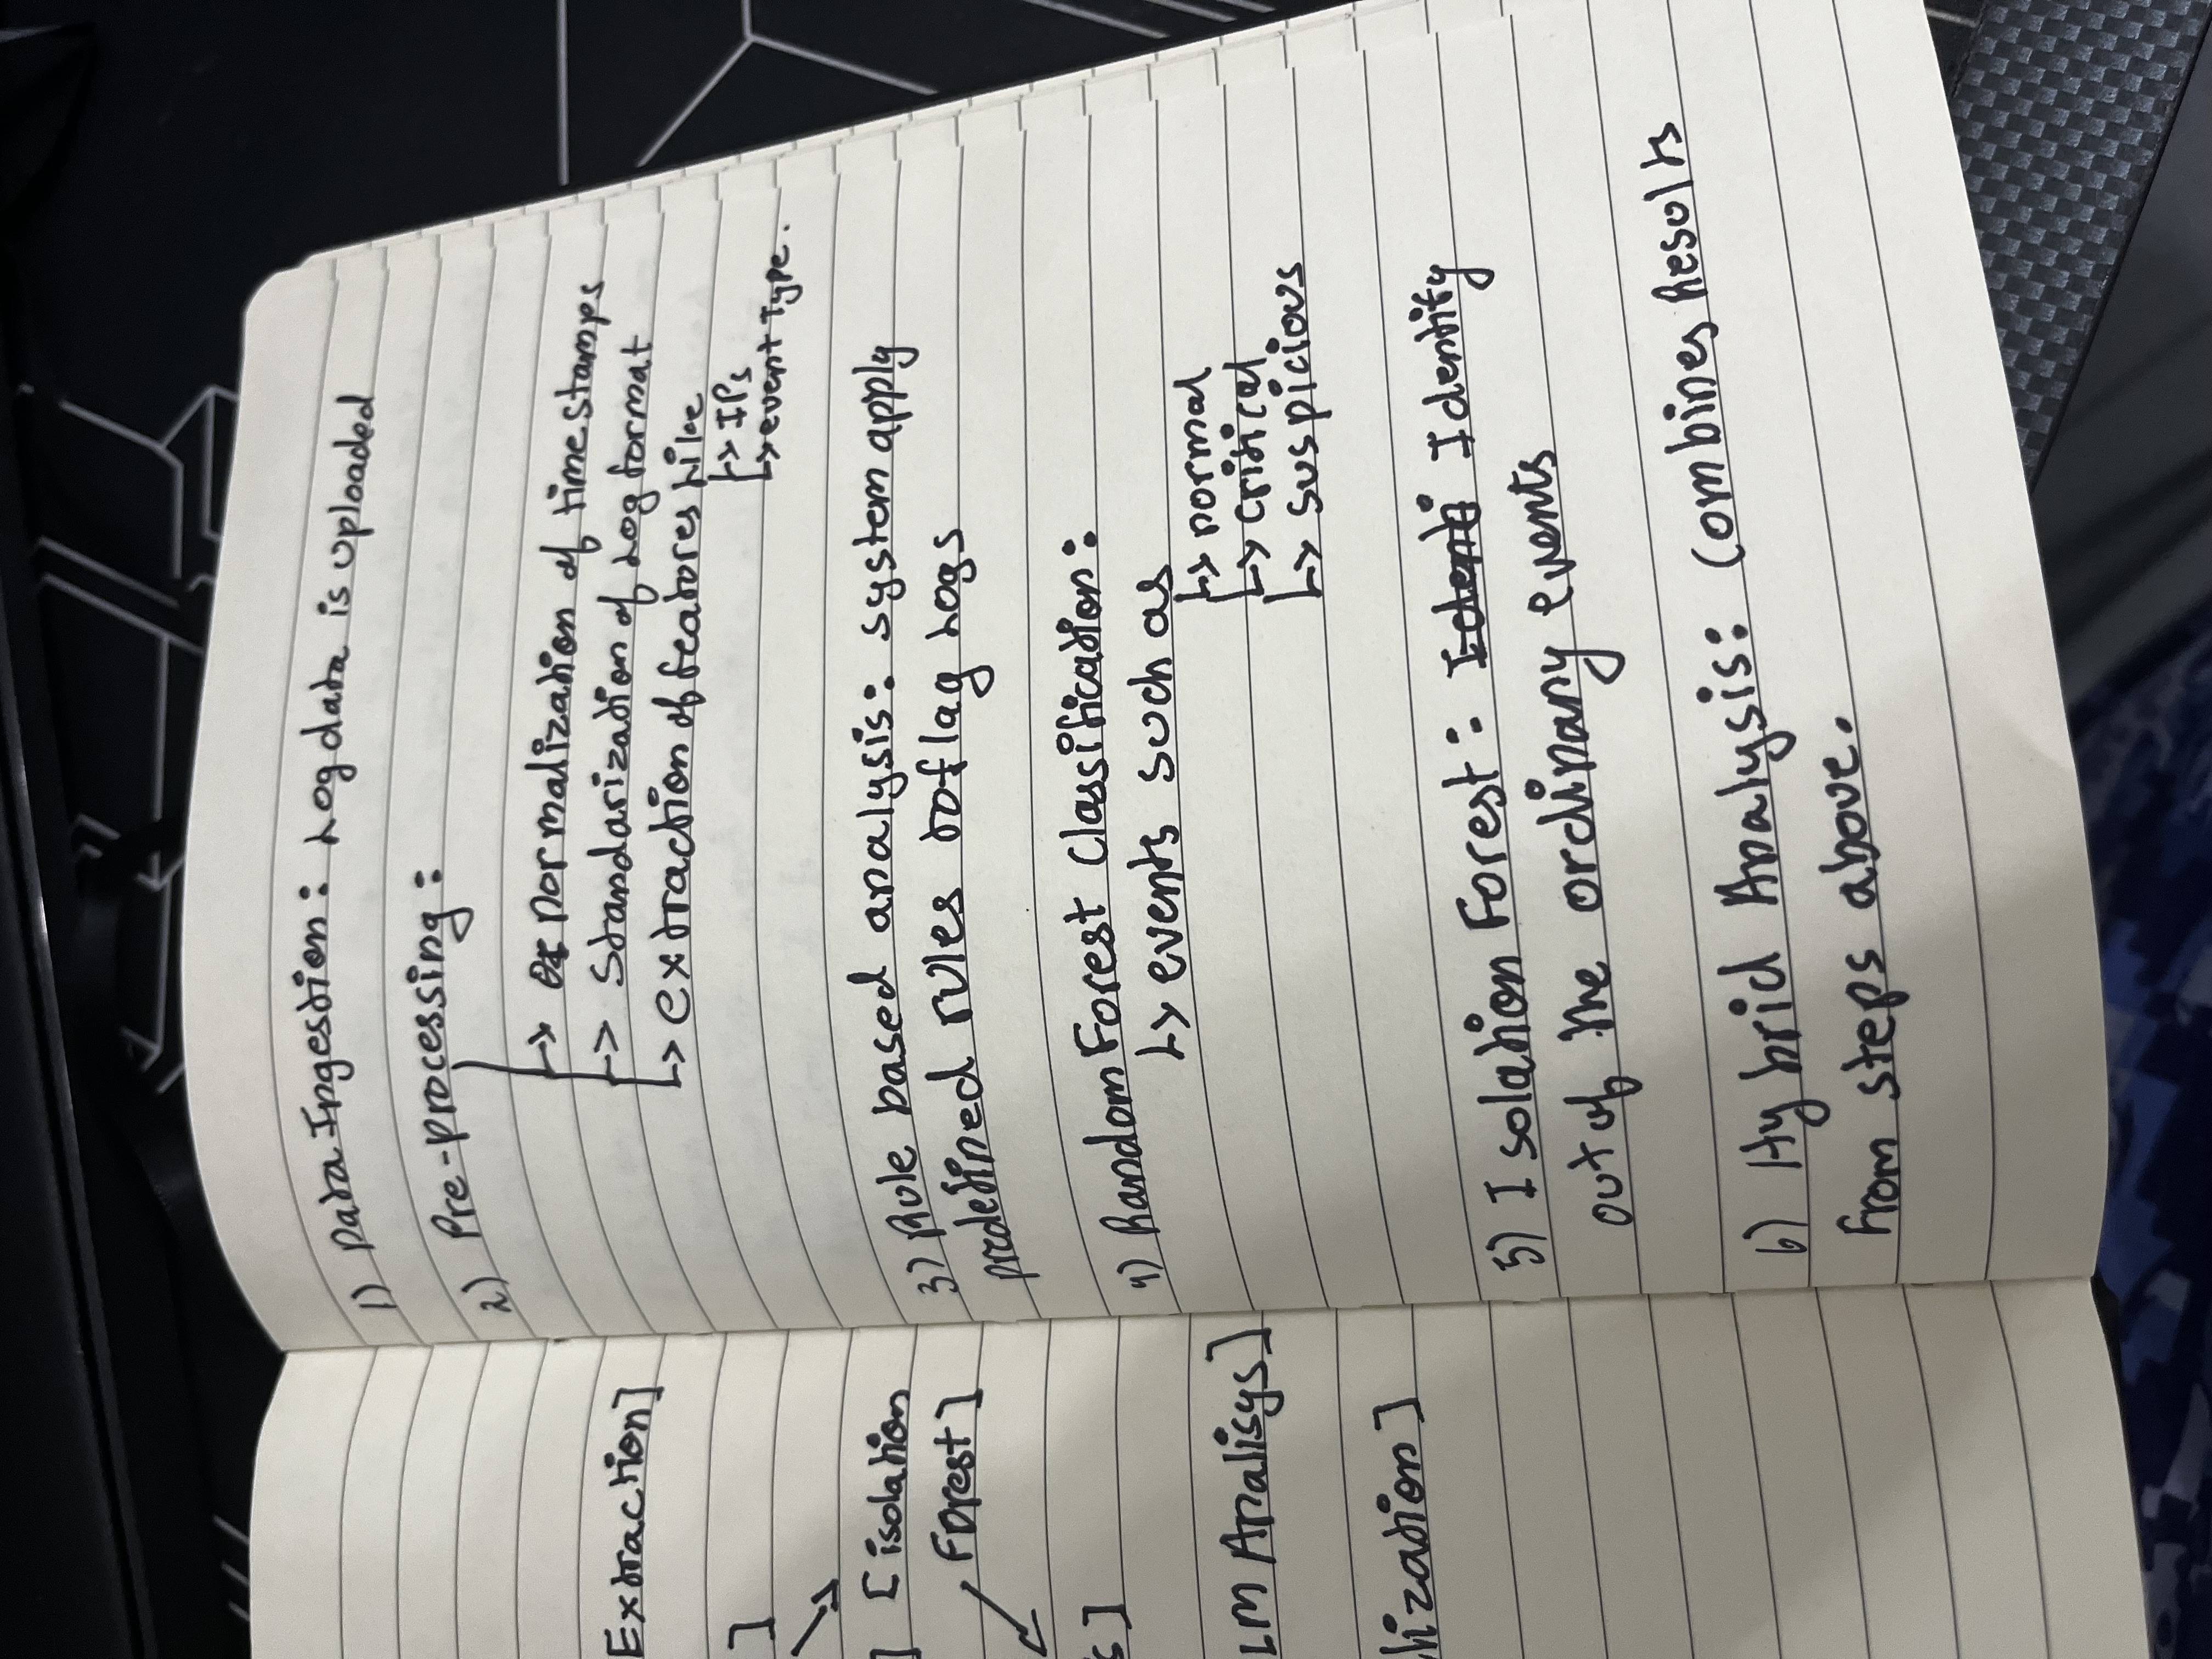 Extraction]
]
] [isolation
Forest]
s]
LM Analisys]
lization]
1) Data Ingestion: Log data is uploaded
2) Pre-processing:
normalization of timestamps
Standarization of Log format
extraction of features Like
IPs
event Type.
3) Rule based analysis: system apply
predefined rules to flag Logs
4) Random Forest Classification:
events such as
normal
critical
suspicious
5) Isolation Forest: Identi Identify
out of the ordinany events
6) Hybrid Analysis: Combines Results
From steps above.